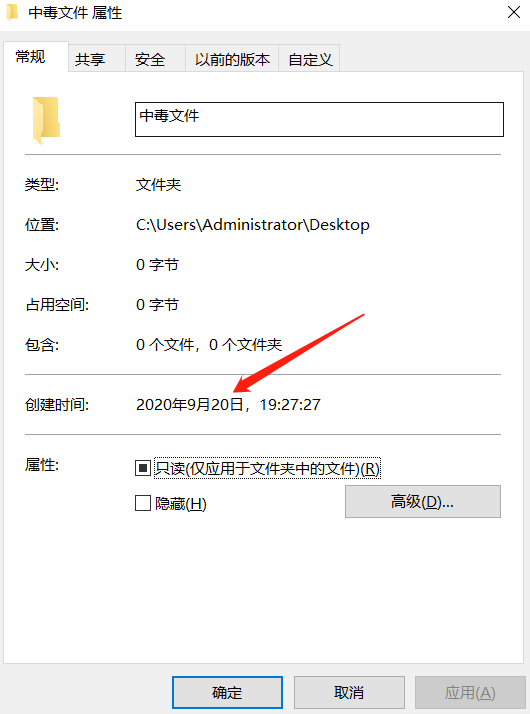 中毒文件 属性
常规 共享 安全 以前的版本 自定义
中毒文件
类型: 文件夹
位置: C:\Users\Administrator\Desktop
大小: 0 字节
占用空间: 0 字节
包含: 0 个文件，0 个文件夹
创建时间: 2020年9月20日，19:27:27
属性: 只读(仅应用于文件夹中的文件)(R)
隐藏(H) 高级(D)...
确定 取消 应用(A)